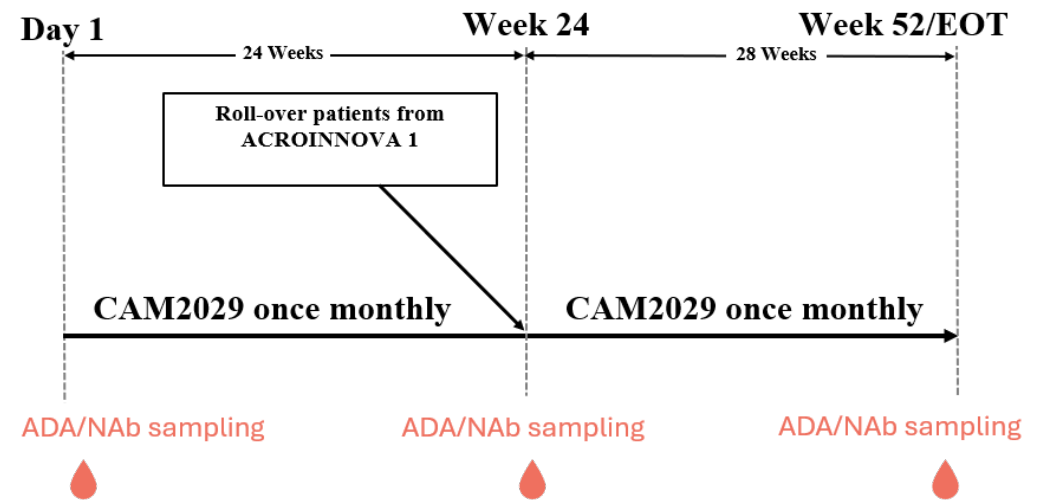 Day 1
Week 24
Week 52/EOT
24 Weeks
28 Weeks
Roll-over patients from
ACROINNOVA 1
CAM2029 once monthly
CAM2029 once monthly
ADA/NAb sampling
ADA/NAb sampling
ADA/NAb sampling